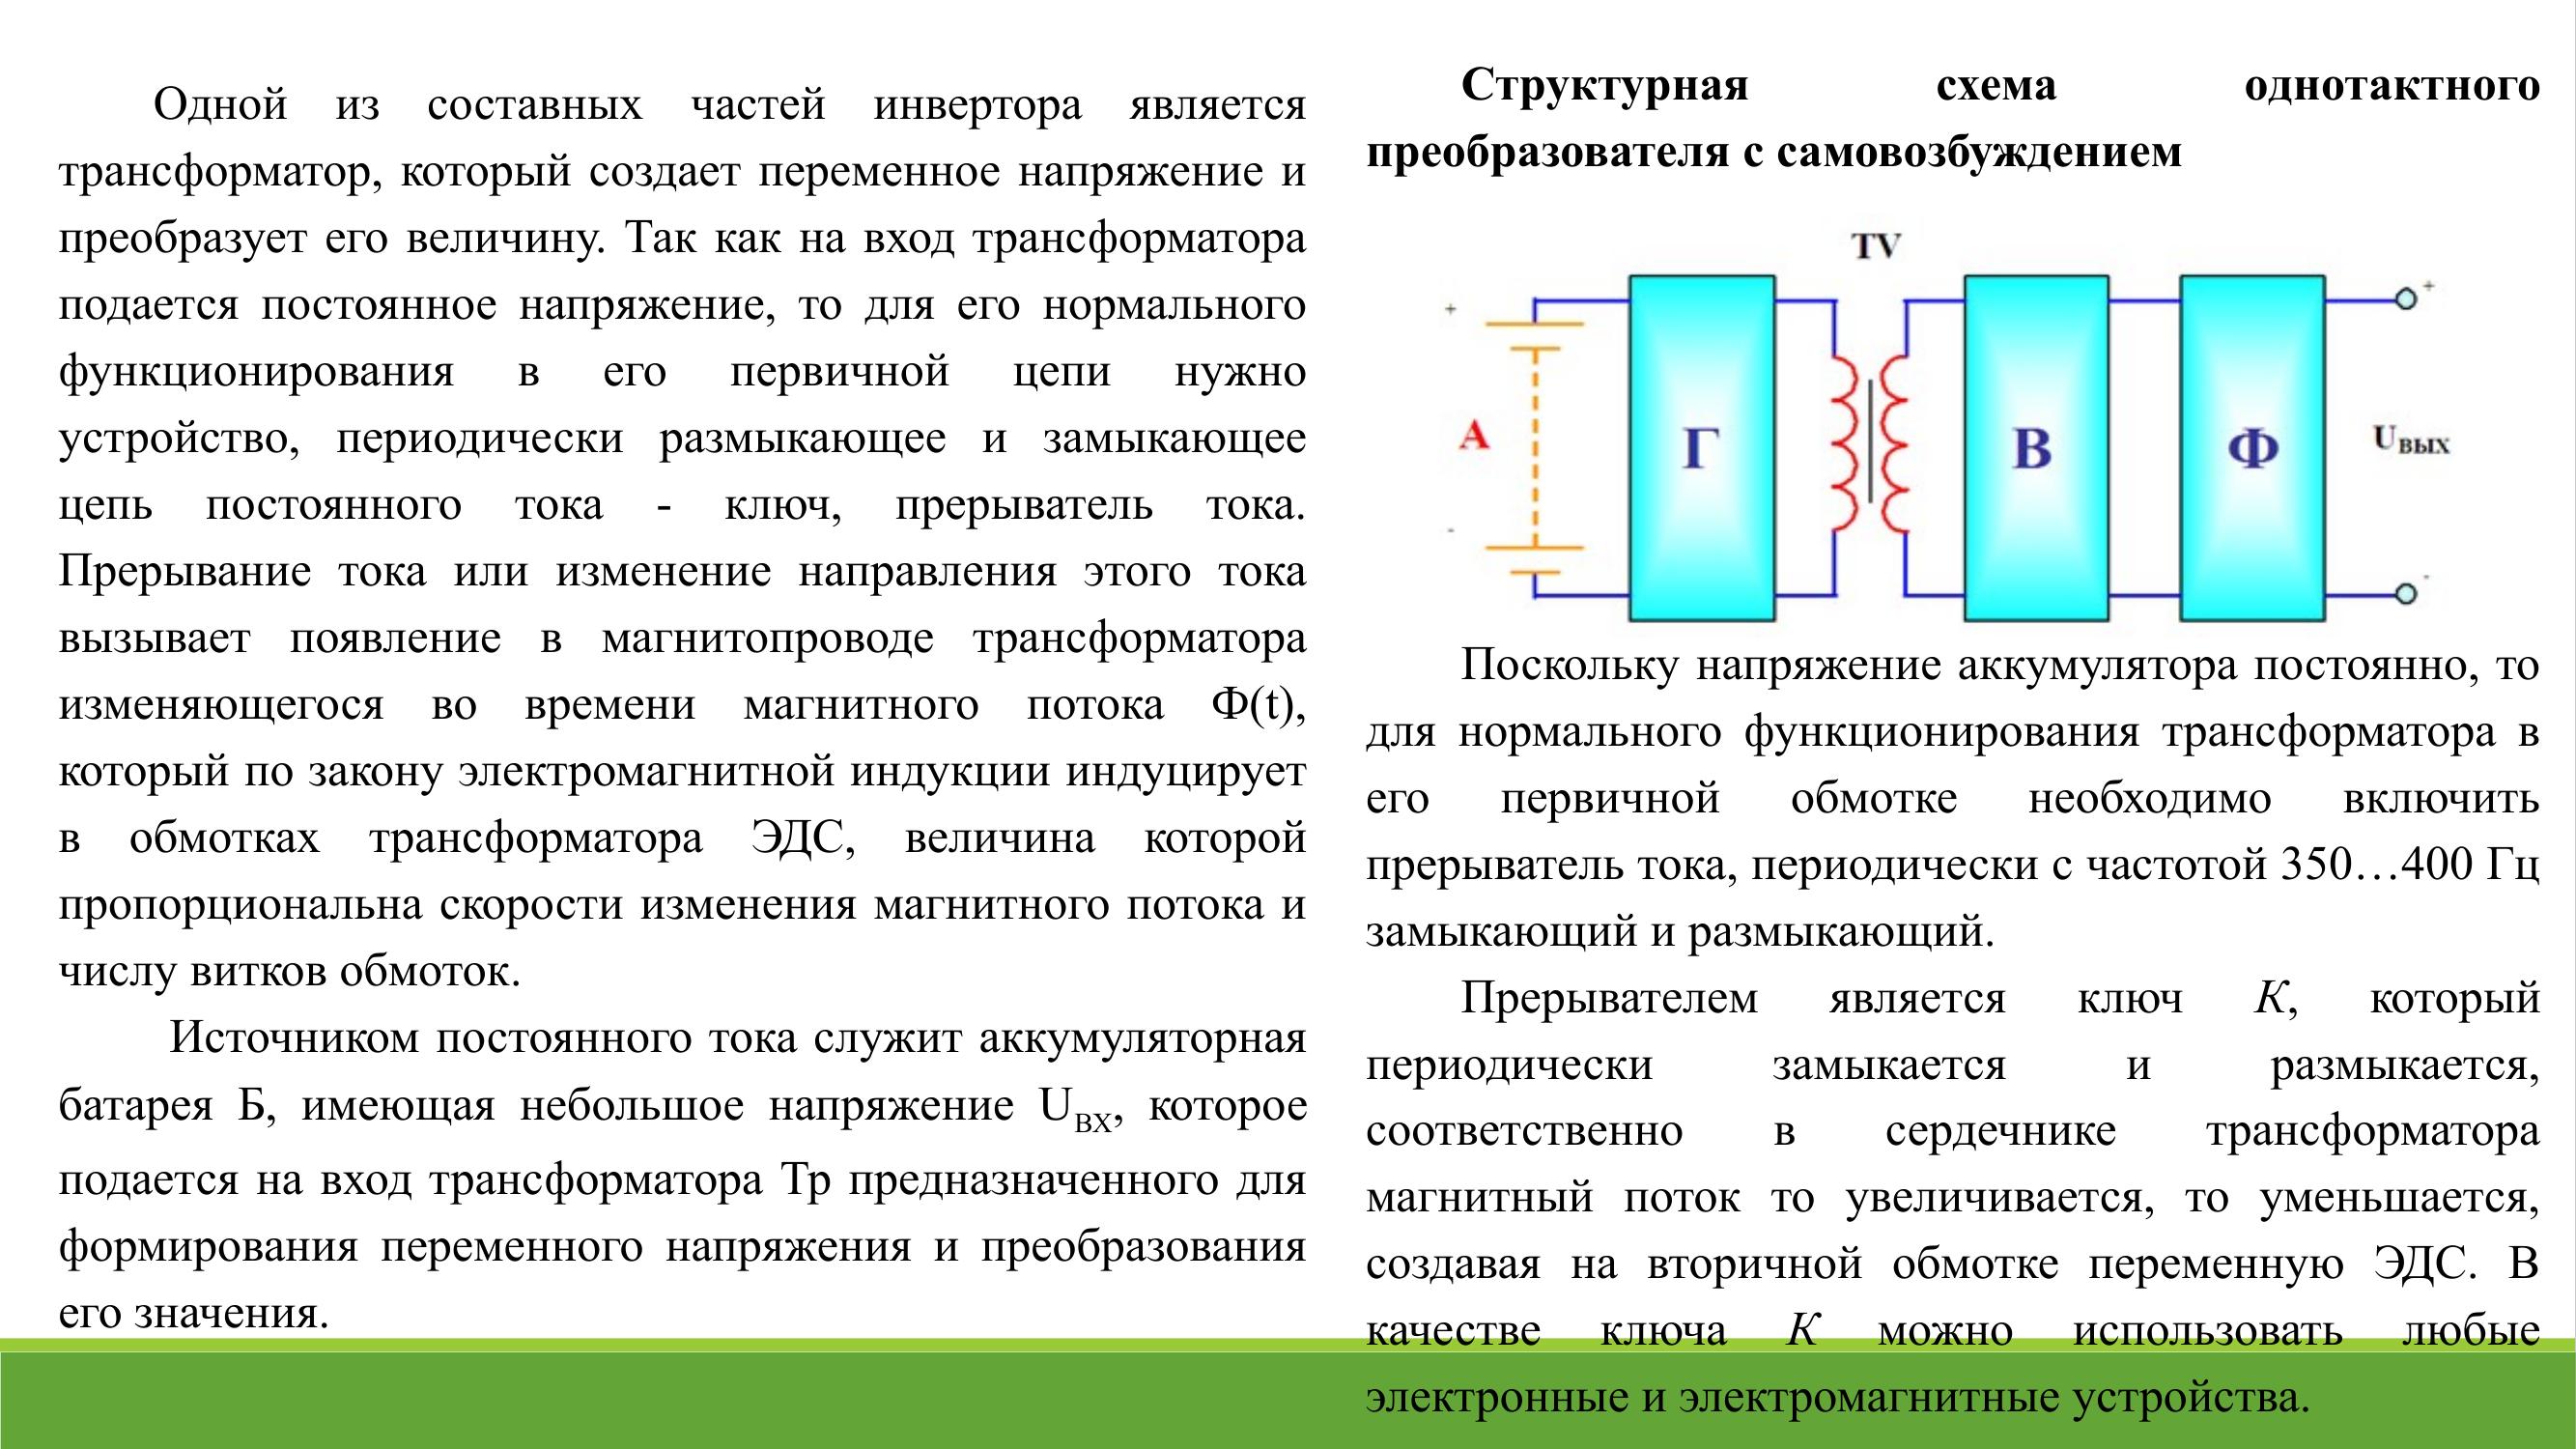 Одной из составных частей инвертора является
трансформатор, который создает переменное напряжение и
преобразует его величину. Так как на вход трансформатора
подается постоянное напряжение, то для его нормального
функционирования в его первичной цепи нужно
устройство, периодически размыкающее и замыкающее
цепь постоянного тока - ключ, прерыватель тока.
Прерывание тока или изменение направления этого тока
вызывает появление в магнитопроводе трансформатора
изменяющегося во времени магнитного потока Ф(t),
который по закону электромагнитной индукции индуцирует
в обмотках трансформатора ЭДС, величина которой
пропорциональна скорости изменения магнитного потока и
числу витков обмоток.
Источником постоянного тока служит аккумуляторная
батарея Б, имеющая небольшое напряжение UВХ, которое
подается на вход трансформатора Тр предназначенного для
формирования переменного напряжения и преобразования
его значения.
Структурная схема однотактного
преобразователя с самовозбуждением
TV
+ +
А Г В Ф UВЫХ
- -
Поскольку напряжение аккумулятора постоянно, то
для нормального функционирования трансформатора в
его первичной обмотке необходимо включить
прерыватель тока, периодически с частотой 350…400 Гц
замыкающий и размыкающий.
Прерывателем является ключ К, который
периодически замыкается и размыкается,
соответственно в сердечнике трансформатора
магнитный поток то увеличивается, то уменьшается,
создавая на вторичной обмотке переменную ЭДС. В
качестве ключа К можно использовать любые
электронные и электромагнитные устройства.